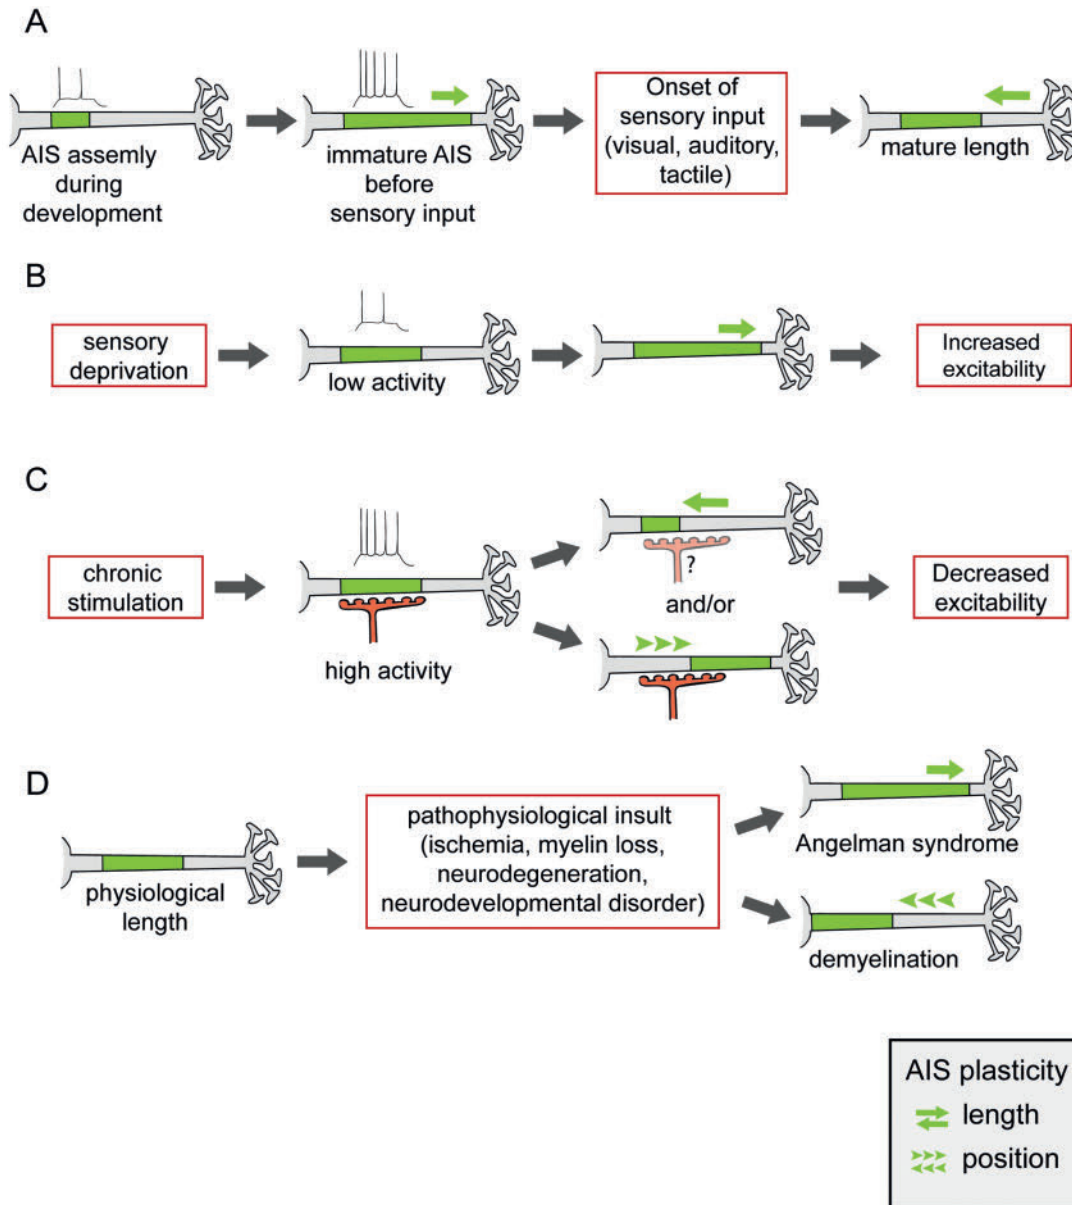 A
AIS assemly
during
development
immature AIS
before
sensory input
Onset of
sensory input
(visual, auditory,
tactile)
mature length
B
sensory
deprivation
low activity
Increased
excitability
C
chronic
stimulation
high activity
?
and/or
Decreased
excitability
D
physiological
length
pathophysiological insult
(ischemia, myelin loss,
neurodegeneration,
neurodevelopmental disorder)
Angelman syndrome
demyelination
AIS plasticity
length
position